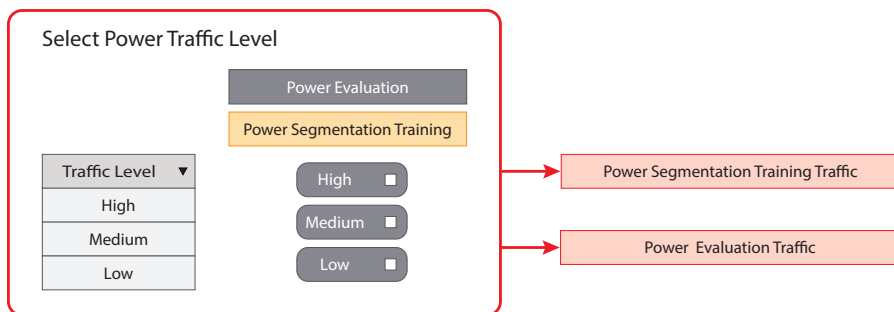 Select Power Traffic Level
Power Evaluation
Power Segmentation Training
Traffic Level
High
Medium
Low
High
Medium
Low
Power Segmentation Training Traffic
Power Evaluation Traffic